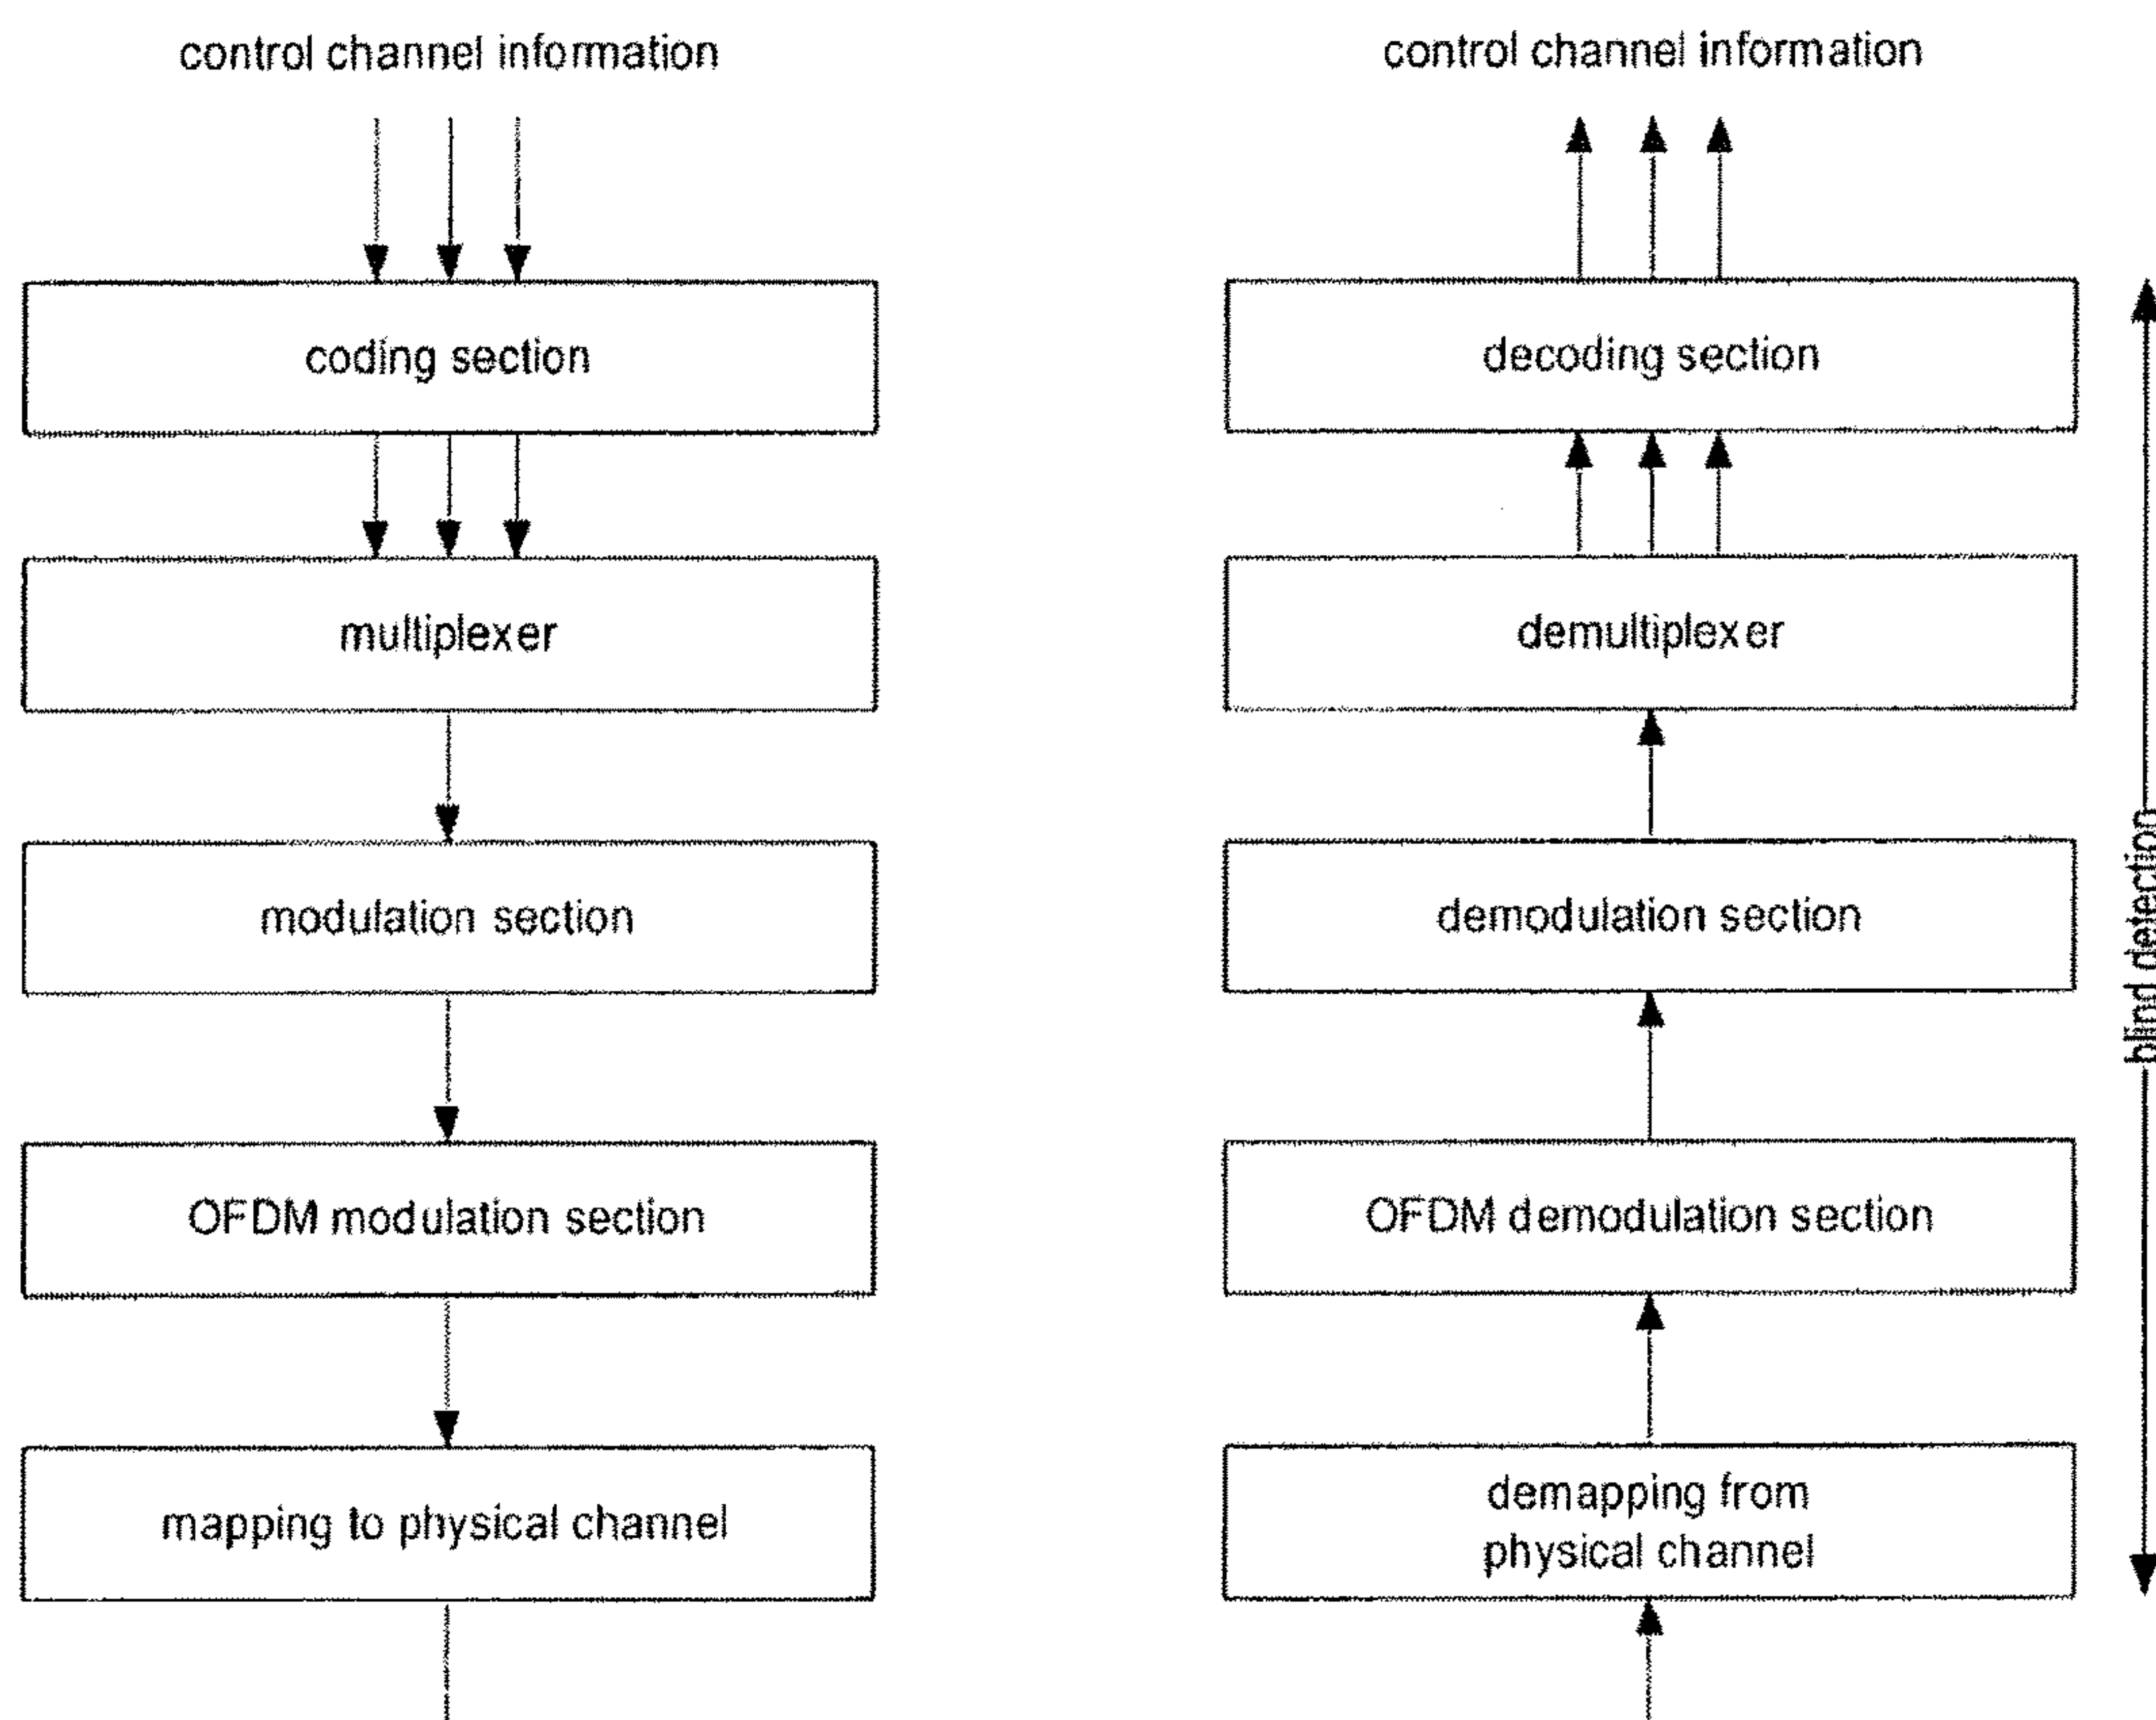 control channel information
coding section
multiplexer
modulation section
OFDM modulation section
mapping to physical channel
control channel information
decoding section
demultiplexer
demodulation section
OFDM demodulation section
demapping from
physical channel
blind detection